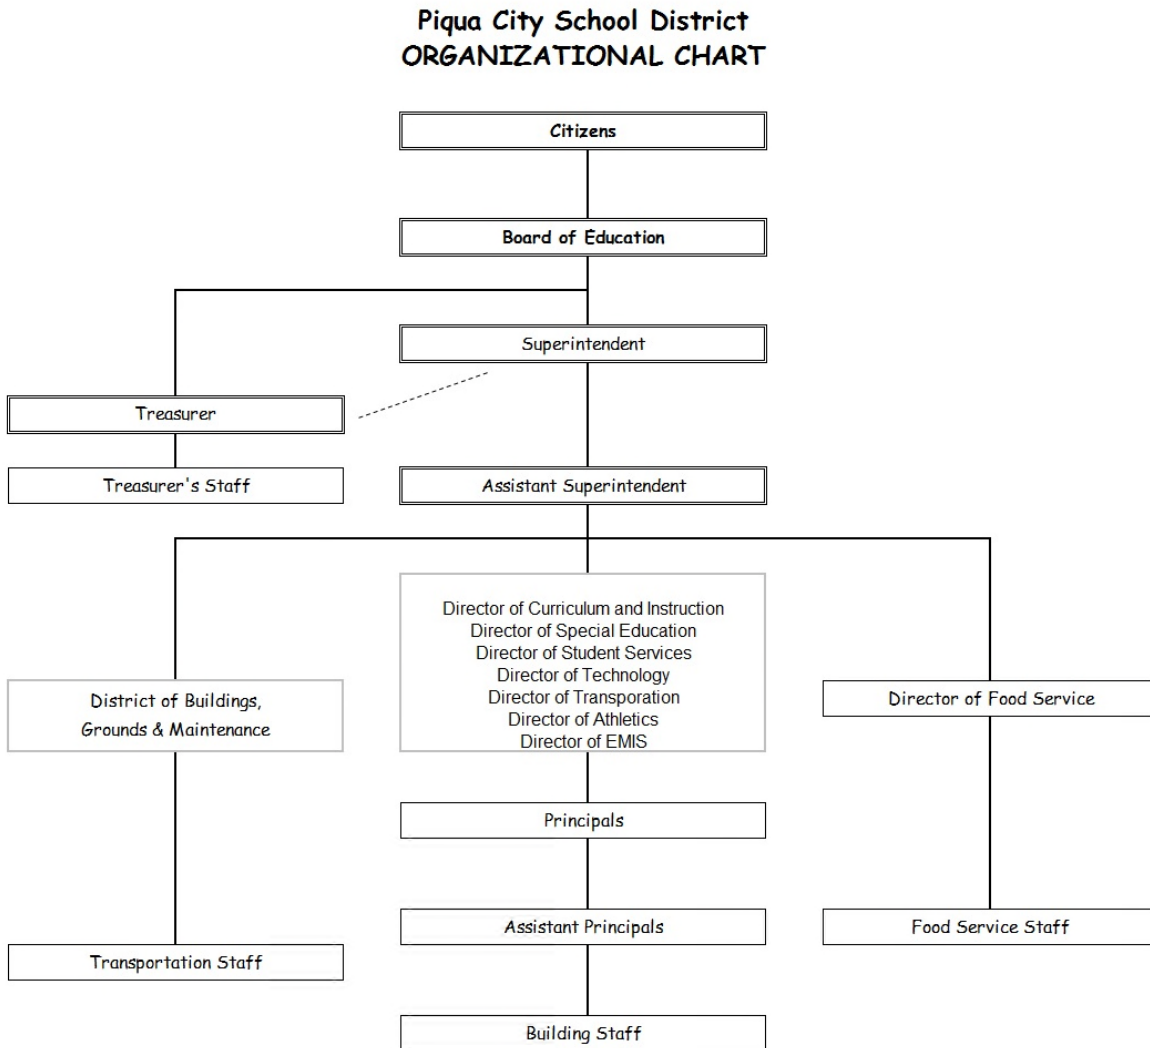 Piqua City School District
ORGANIZATIONAL CHART
Citizens
Board of Education
Superintendent
Treasurer
Treasurer's Staff
Assistant Superintendent
Director of Curriculum and Instruction
Director of Special Education
Director of Student Services
Director of Technology
Director of Transporation
Director of Athletics
Director of EMIS
District of Buildings,
Grounds & Maintenance
Director of Food Service
Principals
Assistant Principals
Food Service Staff
Transportation Staff
Building Staff